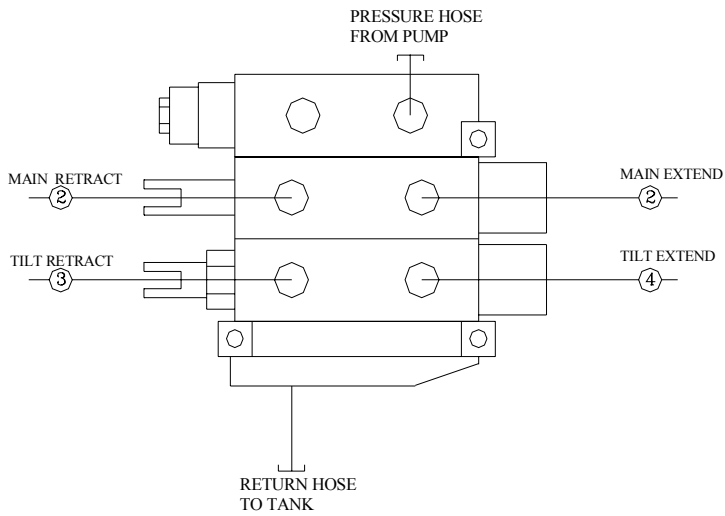 PRESSURE HOSE
FROM PUMP
MAIN RETRACT
2
MAIN EXTEND
2
TILT RETRACT
3
TILT EXTEND
4
RETURN HOSE
TO TANK